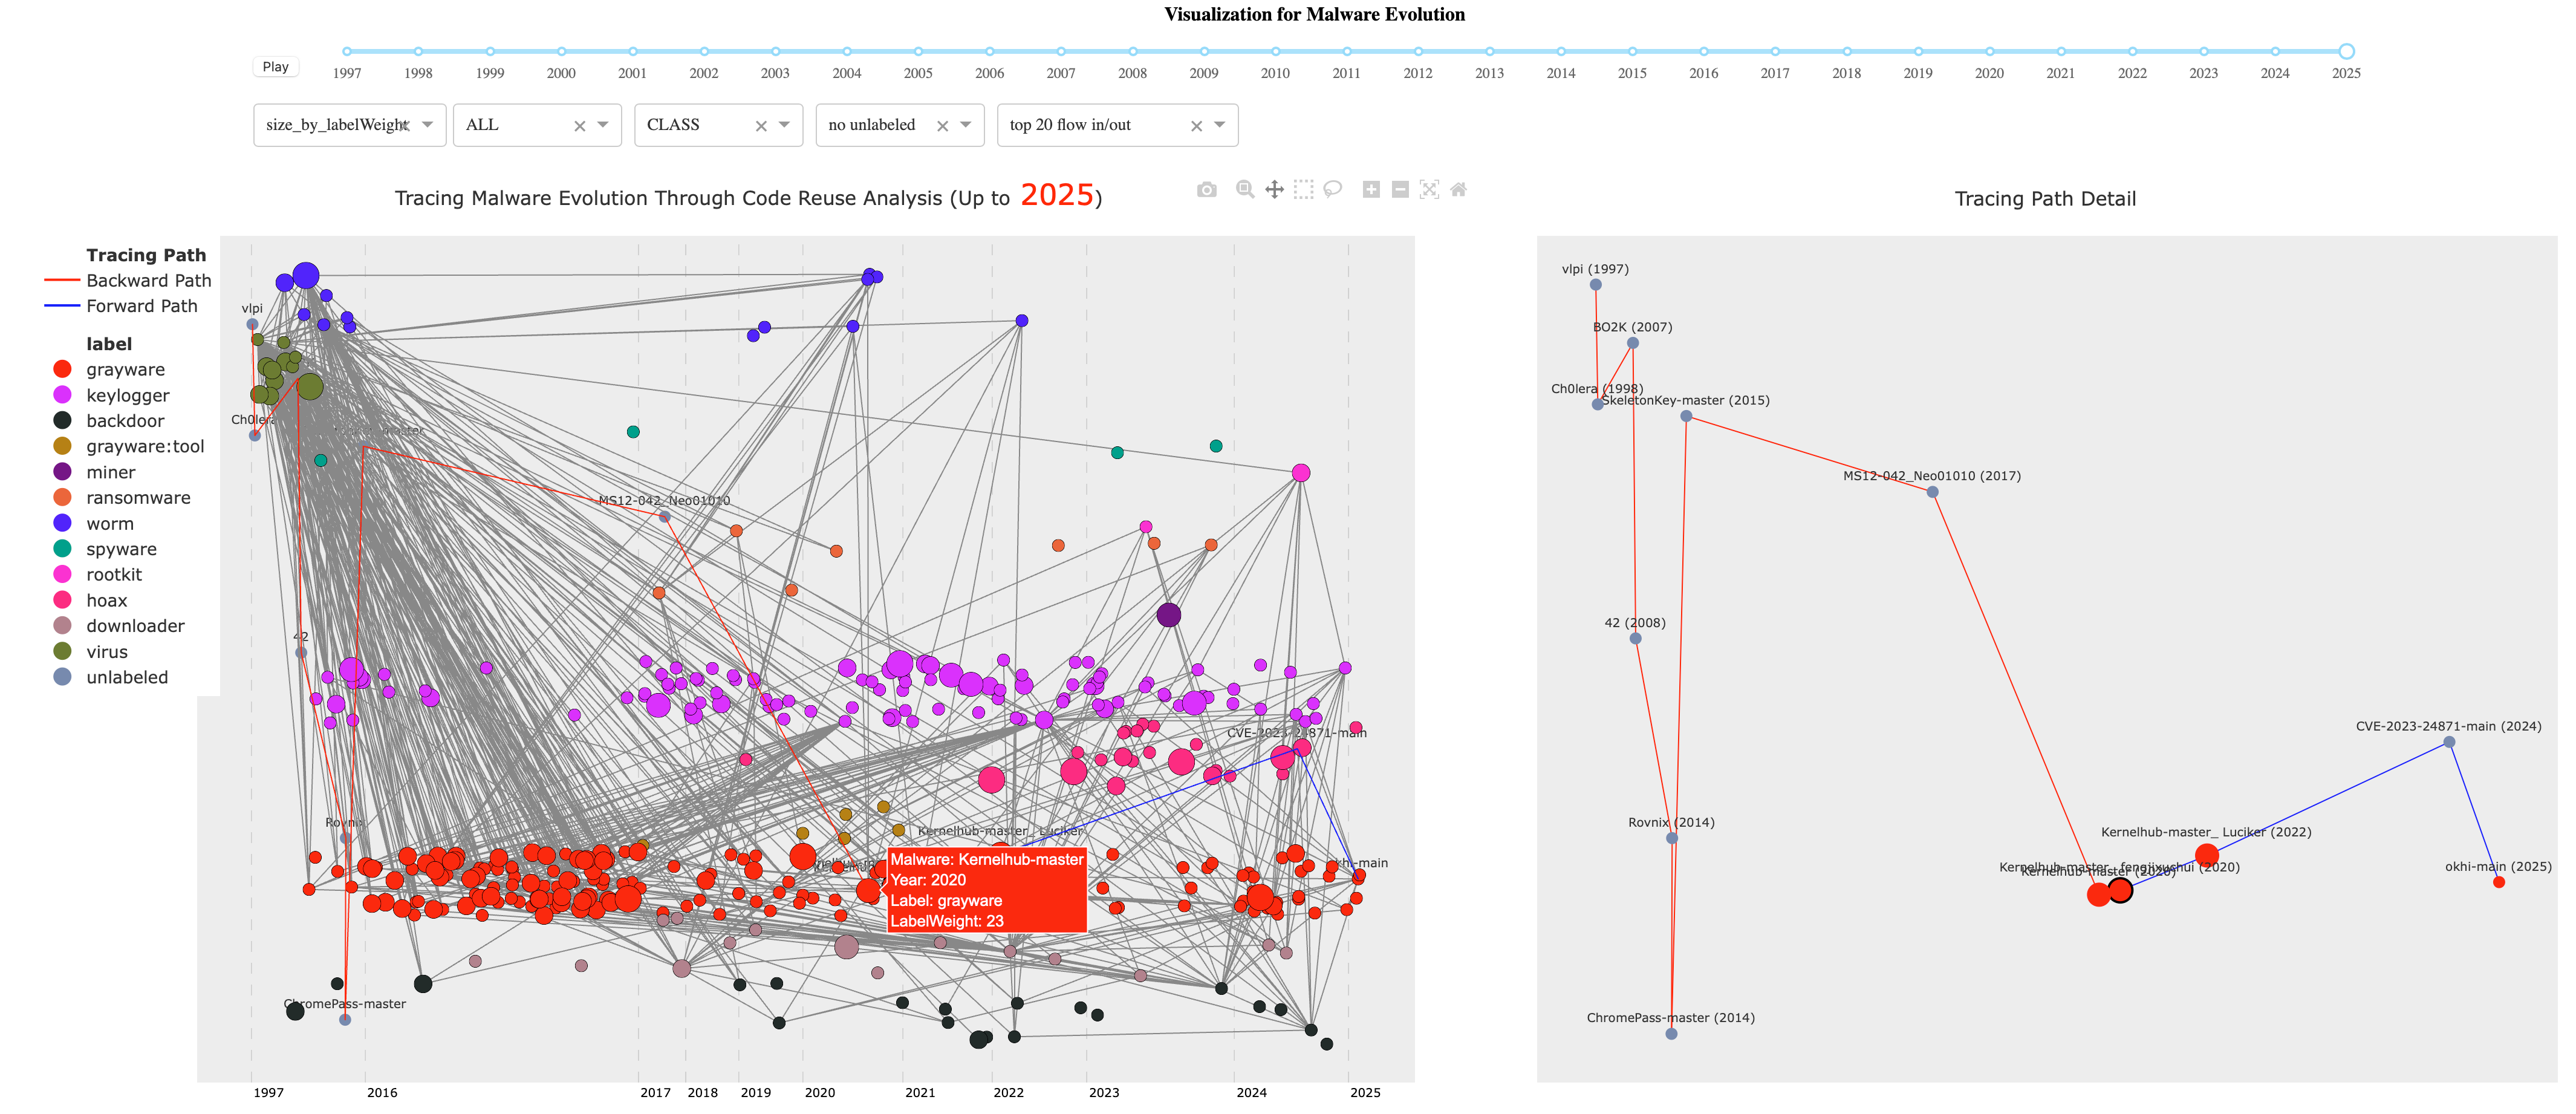 Visualization for Malware Evolution
Play
1997 1998 1999 2000 2001 2002 2003 2004 2005 2006 2007 2008 2009 2010 2011 2012 2013 2014 2015 2016 2017 2018 2019 2020 2021 2022 2023 2024 2025
size_by_labelWeight ALL CLASS no unlabeled top 20 flow in/out
Tracing Malware Evolution Through Code Reuse Analysis (Up to 2025)
Tracing Path
Backward Path
Forward Path
label
grayware
keylogger
backdoor
grayware:tool
miner
ransomware
worm
spyware
rootkit
hoax
downloader
virus
unlabeled
vlpi
Ch0lera
MS12-042_Neo01010
42
CVE-2023-24871-main
Kernelhub-master_ Luciker
Malware: Kernelhub-master
Year: 2020
Label: grayware
LabelWeight: 23
ChromePass-master
1997 2016 2017 2018 2019 2020 2021 2022 2023 2024 2025
Tracing Path Detail
vlpi (1997)
BO2K (2007)
Ch0lera (1998)
SkeletonKey-master (2015)
MS12-042_Neo01010 (2017)
42 (2008)
CVE-2023-24871-main (2024)
Rovnix (2014)
Kernelhub-master_ Luciker (2022)
Kernelhub-master_ fengjixuchui (2020)
Kernelhub-master (2020)
okhi-main (2025)
ChromePass-master (2014)